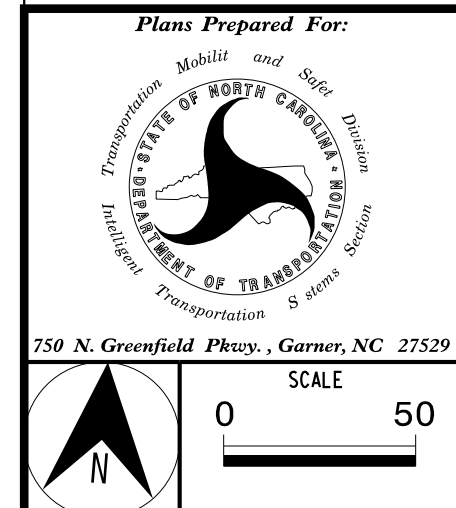 Plans Prepared For:
Transportation Mobilit and Safet Division
STATE OF NORTH CAROLINA
DEPARTMENT OF TRANSPORTATION
Intelligent Transportation S stems Section
750 N. Greenfield Pkwy. , Garner, NC 27529
N
SCALE
0 50